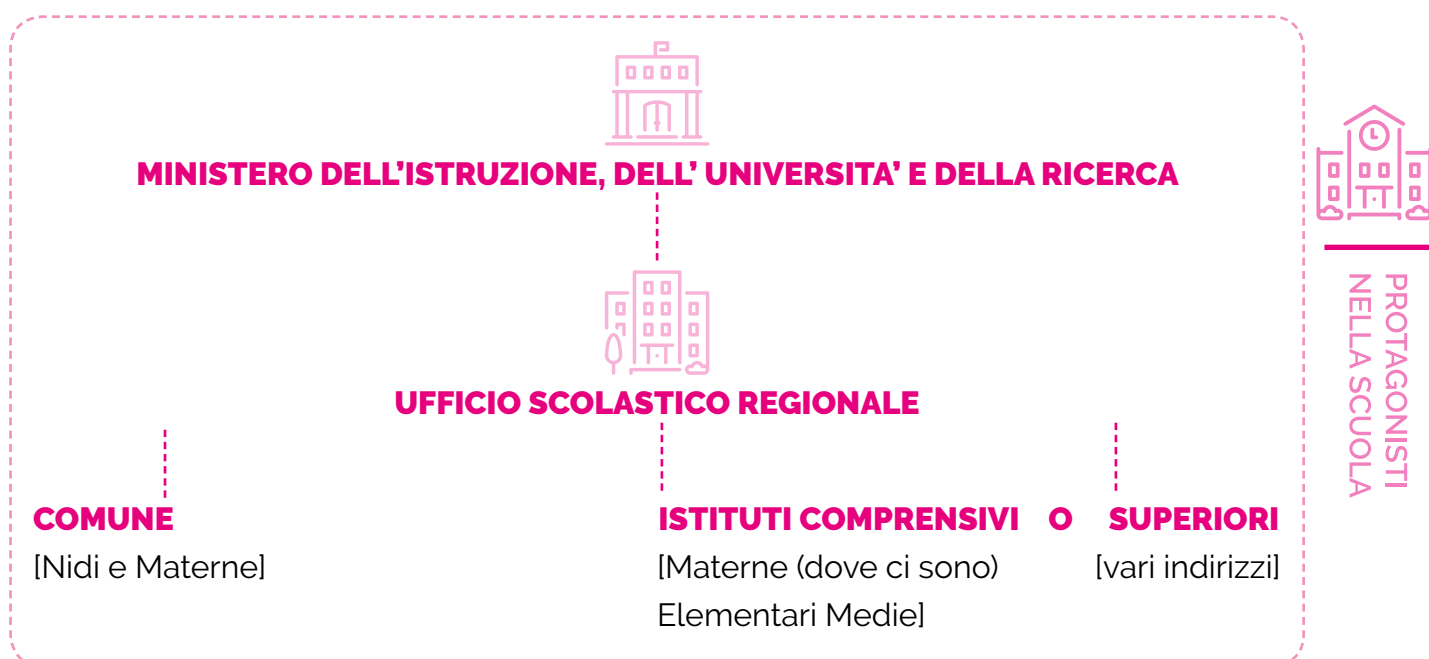 MINISTERO DELL’ISTRUZIONE, DELL’ UNIVERSITA’ E DELLA RICERCA
UFFICIO SCOLASTICO REGIONALE
COMUNE
[Nidi e Materne]
ISTITUTI COMPRENSIVI O SUPERIORI
[Materne (dove ci sono) [vari indirizzi]
Elementari Medie]
PROTAGONISTI
NELLA SCUOLA